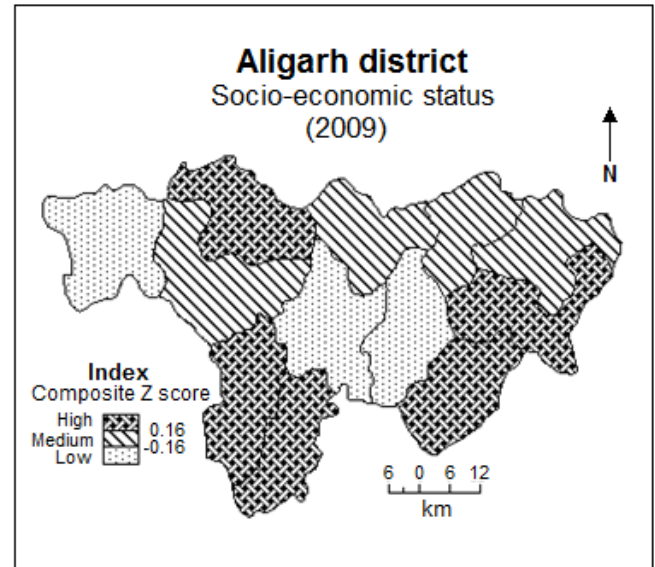 Aligarh district
Socio-economic status
(2009)
N
Index
Composite Z score
High
0.16
Medium
-0.16
Low
6 0 6 12
km